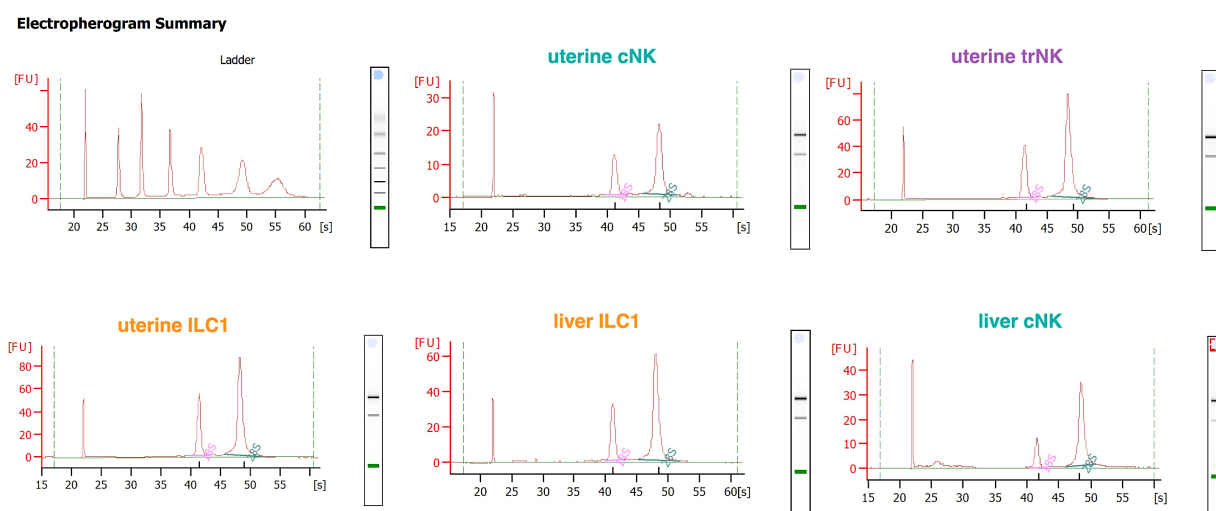 Electropherogram Summary
Ladder
[FU]
40
20
0
20 25 30 35 40 45 50 55 60 [s]
uterine cNK
[FU]
30
20
10
0
18S
28S
15 20 25 30 35 40 45 50 55 [s]
uterine trNK
[FU]
60
40
20
0
18S
28S
20 25 30 35 40 45 50 55 60 [s]
uterine ILC1
[FU]
80
60
40
20
0
18S
28S
15 20 25 30 35 40 45 50 55 [s]
liver ILC1
[FU]
60
40
20
0
18S
28S
20 25 30 35 40 45 50 55 60 [s]
liver cNK
[FU]
40
30
20
10
0
18S
28S
15 20 25 30 35 40 45 50 55 [s]